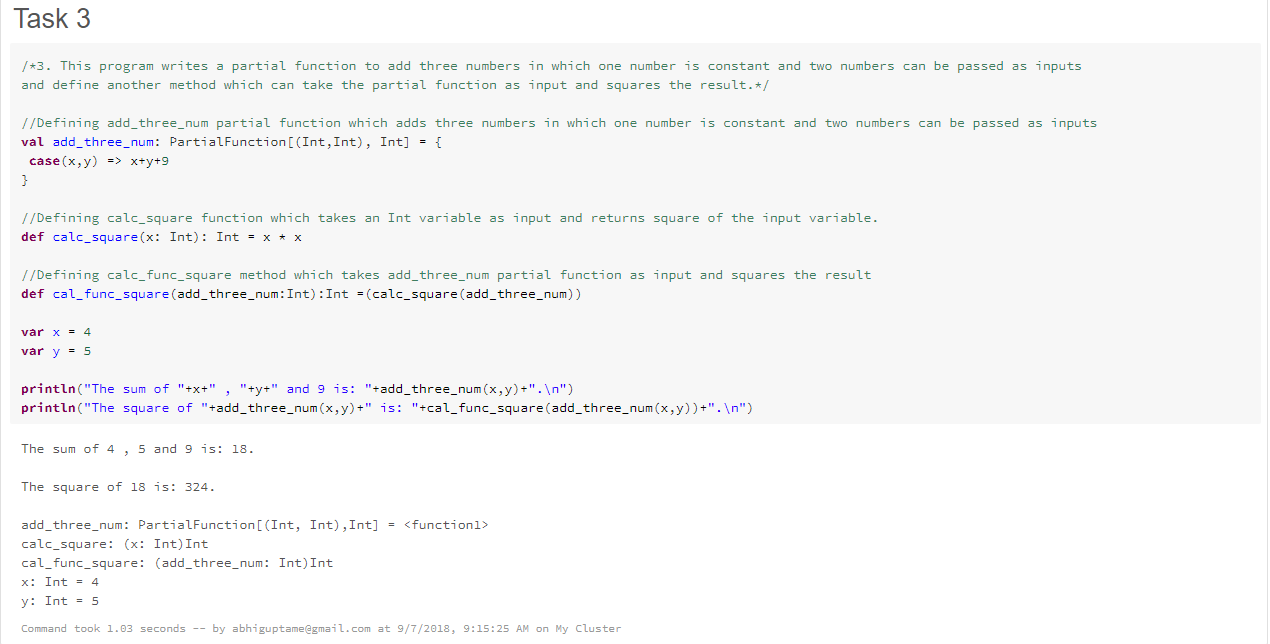 Task 3
/*3. This program writes a partial function to add three numbers in which one number is constant and two numbers can be passed as inputs
and define another method which can take the partial function as input and squares the result.*/
//Defining add_three_num partial function which adds three numbers in which one number is constant and two numbers can be passed as inputs
val add_three_num: PartialFunction[(Int,Int), Int] = {
 case(x,y) => x+y+9
}
//Defining calc_square function which takes an Int variable as input and returns square of the input variable.
def calc_square(x: Int): Int = x * x
//Defining calc_func_square method which takes add_three_num partial function as input and squares the result
def cal_func_square(add_three_num:Int):Int =(calc_square(add_three_num))
var x = 4
var y = 5
println("The sum of "+x+" , "+y+" and 9 is: "+add_three_num(x,y)+".\n")
println("The square of "+add_three_num(x,y)+" is: "+cal_func_square(add_three_num(x,y))+".\n")
The sum of 4 , 5 and 9 is: 18.
The square of 18 is: 324.
add_three_num: PartialFunction[(Int, Int),Int] = <function1>
calc_square: (x: Int)Int
cal_func_square: (add_three_num: Int)Int
x: Int = 4
y: Int = 5
Command took 1.03 seconds -- by abhiguptame@gmail.com at 9/7/2018, 9:15:25 AM on My Cluster